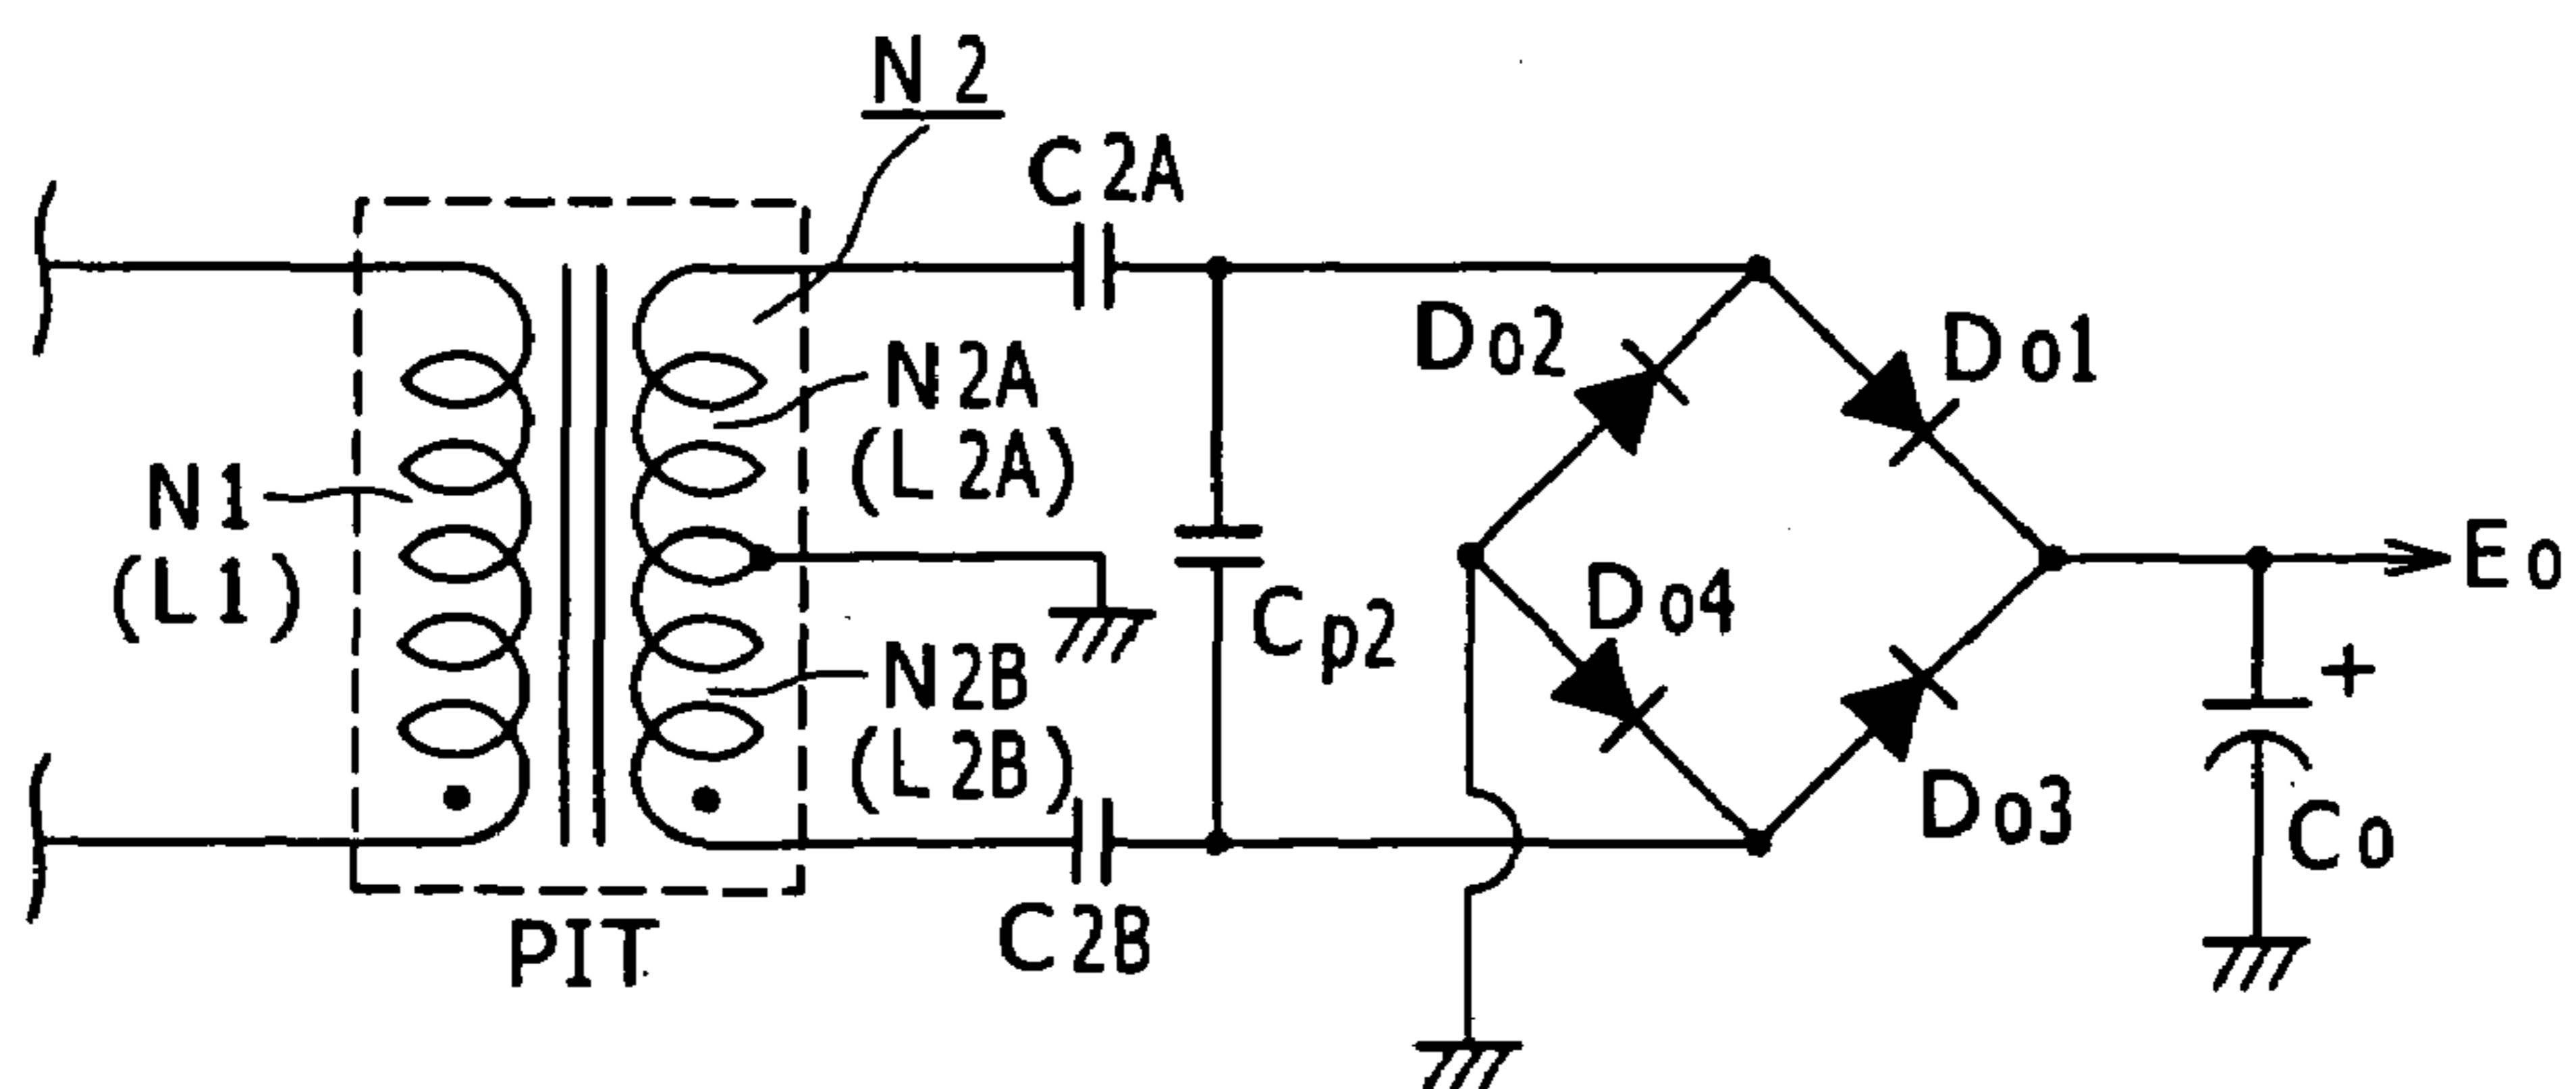 N2
C2A
Do2
Do1
N2A
(L2A)
N1
(L1)
Eo
Do4
Cp2
N2B
(L2B)
+
Do3
Co
C2B
PIT